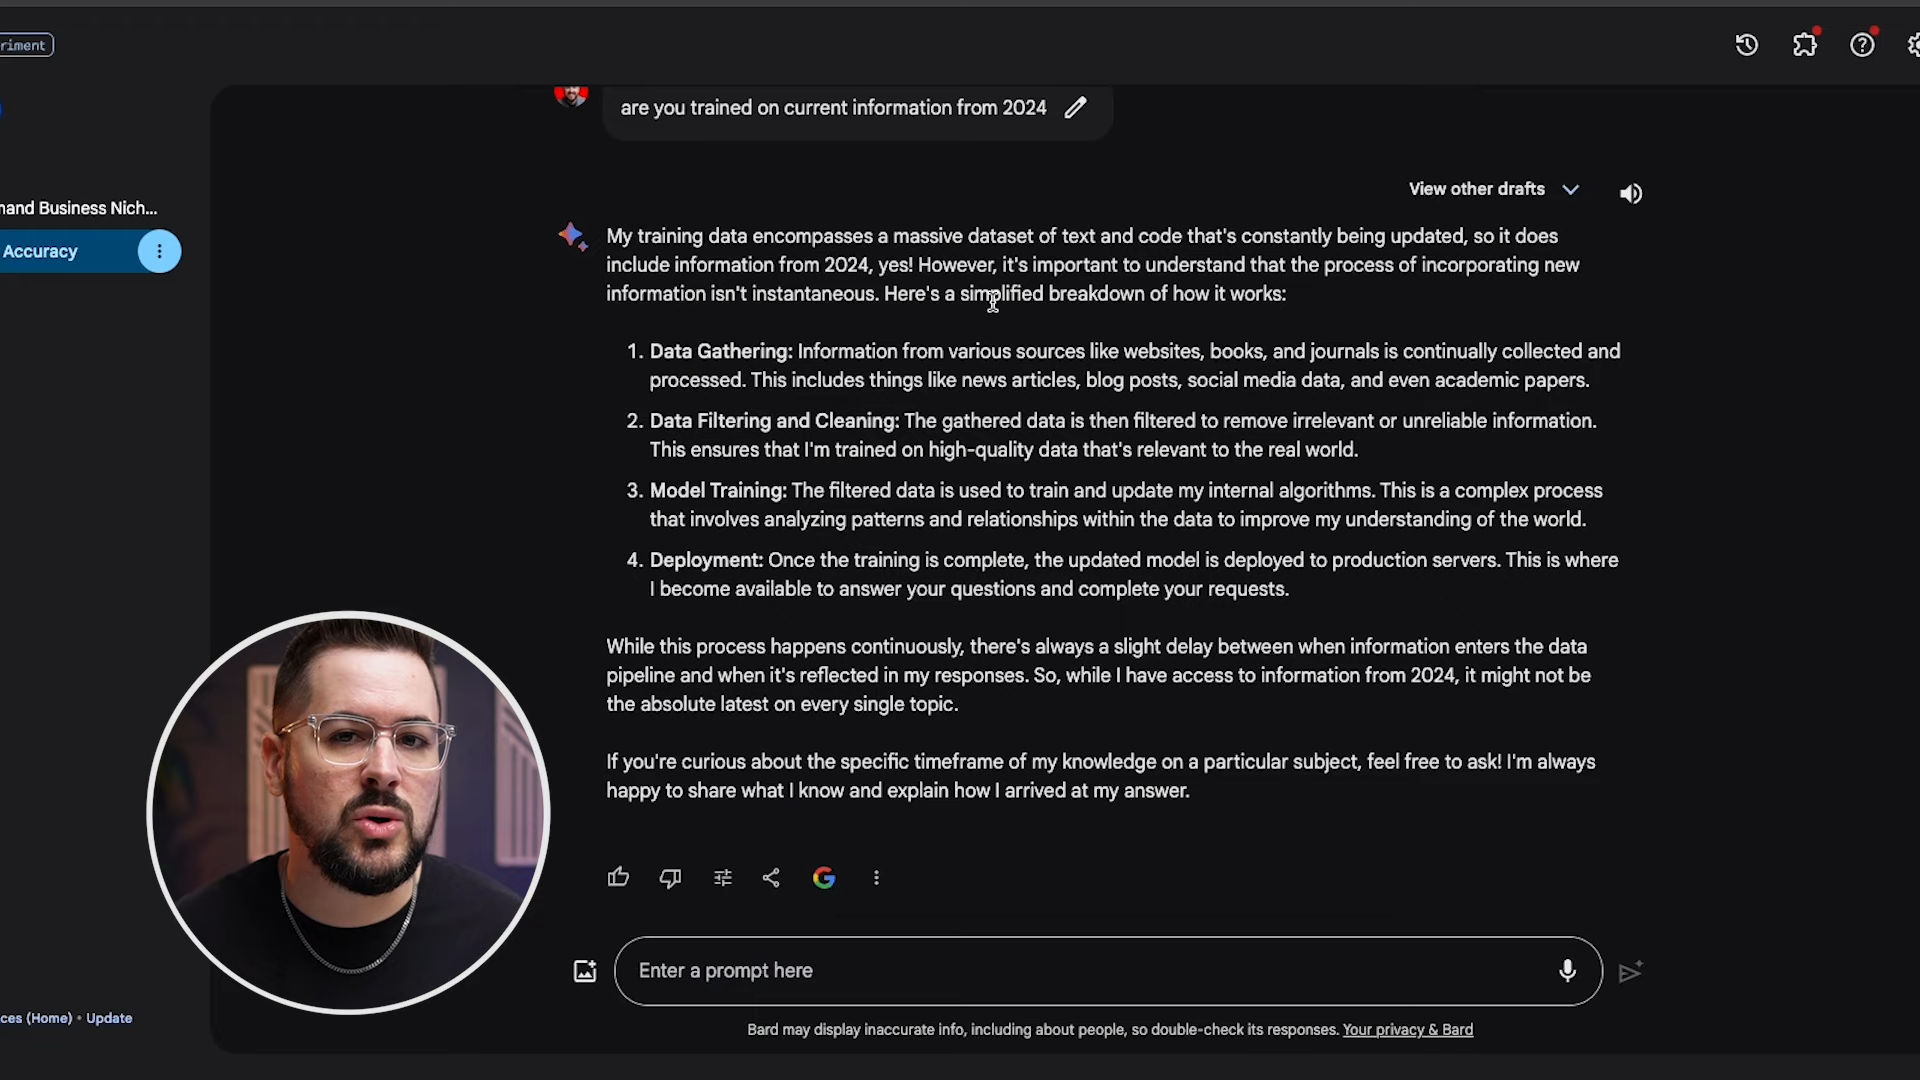 riment
are you trained on current information from 2024
View other drafts
mand Business Nich...
Accuracy
My training data encompasses a massive dataset of text and code that's constantly being updated, so it does
include information from 2024, yes! However, it's important to understand that the process of incorporating new
information isn't instantaneous. Here's a simplified breakdown of how it works:
1. Data Gathering: Information from various sources like websites, books, and journals is continually collected and
processed. This includes things like news articles, blog posts, social media data, and even academic papers.
2. Data Filtering and Cleaning: The gathered data is then filtered to remove irrelevant or unreliable information.
This ensures that I'm trained on high-quality data that's relevant to the real world.
3. Model Training: The filtered data is used to train and update my internal algorithms. This is a complex process
that involves analyzing patterns and relationships within the data to improve my understanding of the world.
4. Deployment: Once the training is complete, the updated model is deployed to production servers. This is where
I become available to answer your questions and complete your requests.
While this process happens continuously, there's always a slight delay between when information enters the data
pipeline and when it's reflected in my responses. So, while I have access to information from 2024, it might not be
the absolute latest on every single topic.
If you're curious about the specific timeframe of my knowledge on a particular subject, feel free to ask! I'm always
happy to share what I know and explain how I arrived at my answer.
Enter a prompt here
ces (Home) • Update
Bard may display inaccurate info, including about people, so double-check its responses. Your privacy & Bard